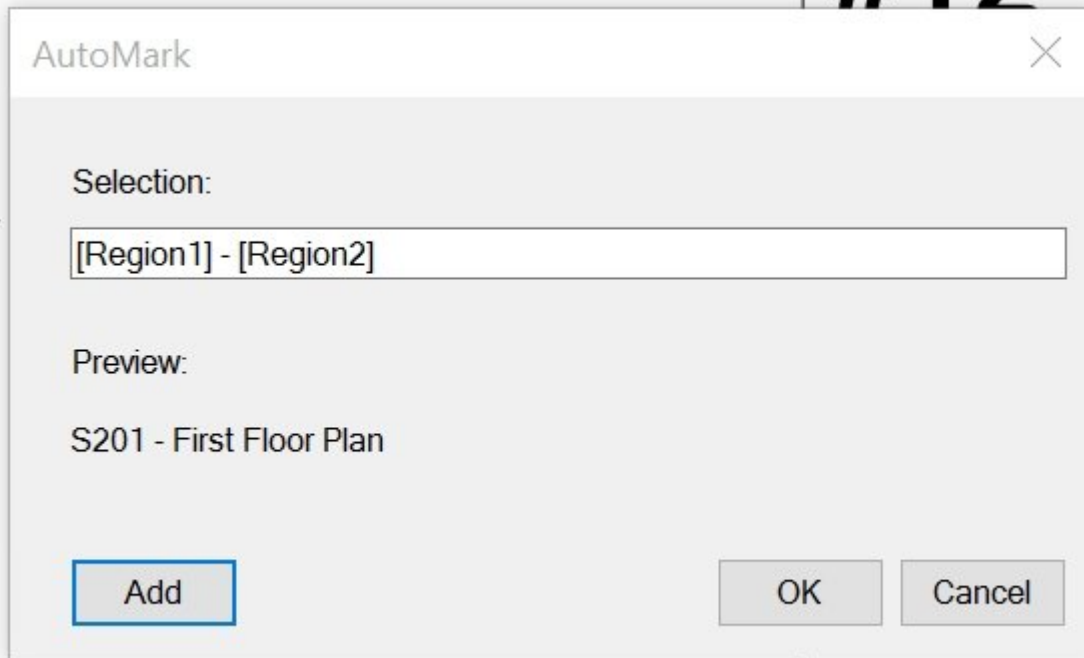 AutoMark
Selection:
[Region1] - [Region2]
Preview:
S201 - First Floor Plan
Add
OK
Cancel